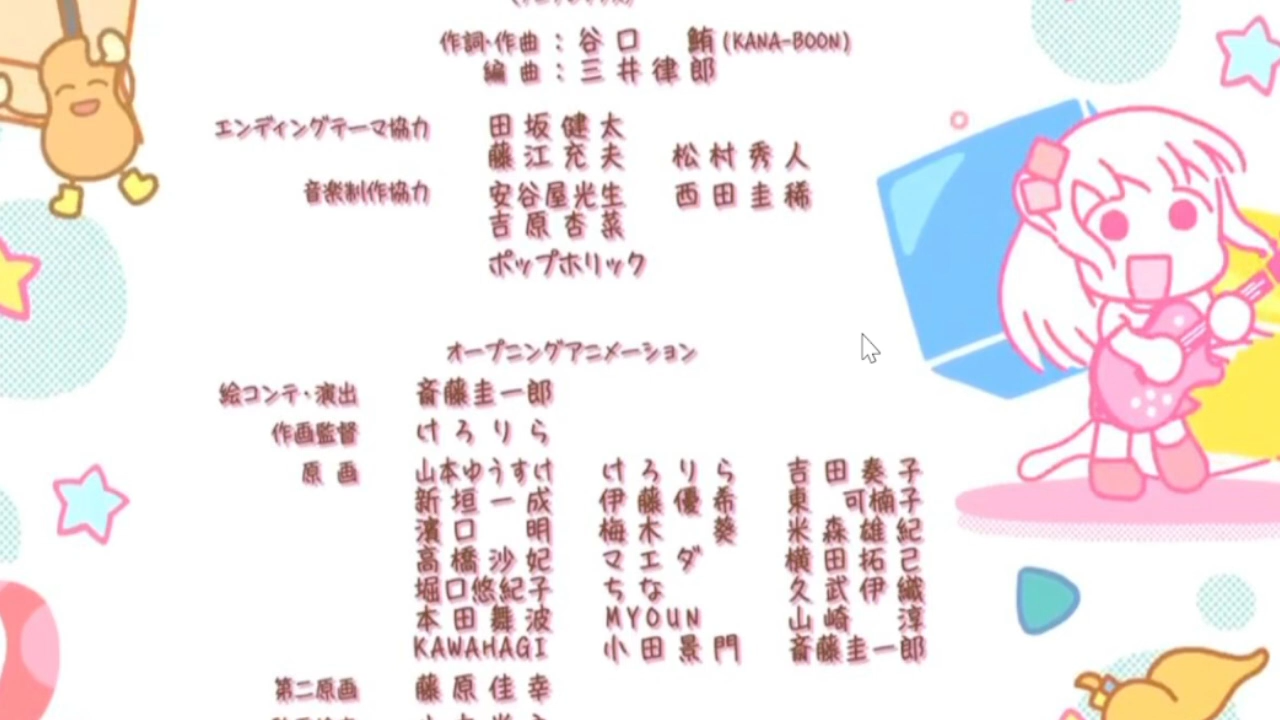 作詞・作曲：谷口 鮪(KANA-BOON)
編曲：三井律郎
エンディングテーマ協力 田坂健太
藤江充夫 松村秀人
音楽制作協力 安谷屋光生 西田圭稀
吉原杏菜
ポップホリック
オープニングアニメーション
絵コンテ・演出 斎藤圭一郎
作画監督 けろりら
原画 山本ゆうすけ けろりら 吉田奏子
新垣一成 伊藤優希 東 可楠子
濱口 明 梅木 葵 米森雄紀
高橋沙妃 マエダ 横田拓己
堀口悠紀子 ちな 久武伊織
本田舞波 MYOUN 山崎 淳
KAWAHAGI 小田景門 斎藤圭一郎
第二原画 藤原佳幸